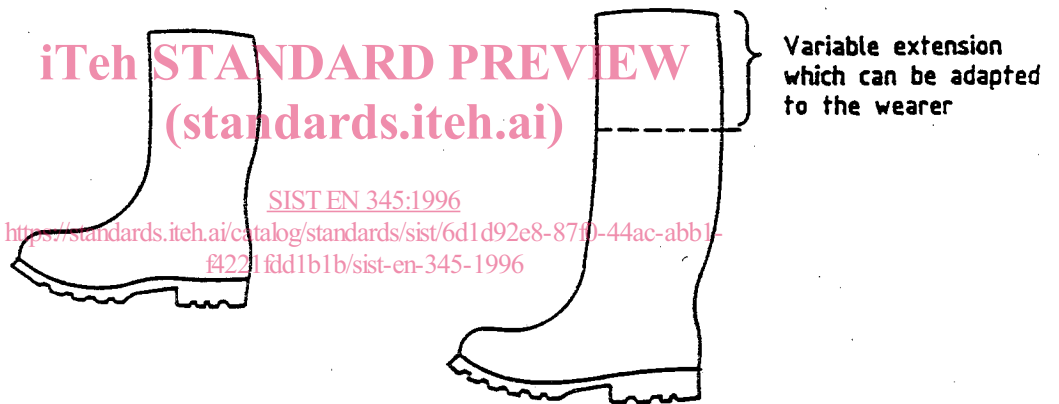 iTeh STANDARD PREVIEW
(standards.iteh.ai)
SIST EN 345:1996
https://standards.iteh.ai/catalog/standards/sist/6d1d92e8-87f0-44ac-abb1-
f4221fdd1b1b/sist-en-345-1996
Variable extension
which can be adapted
to the wearer